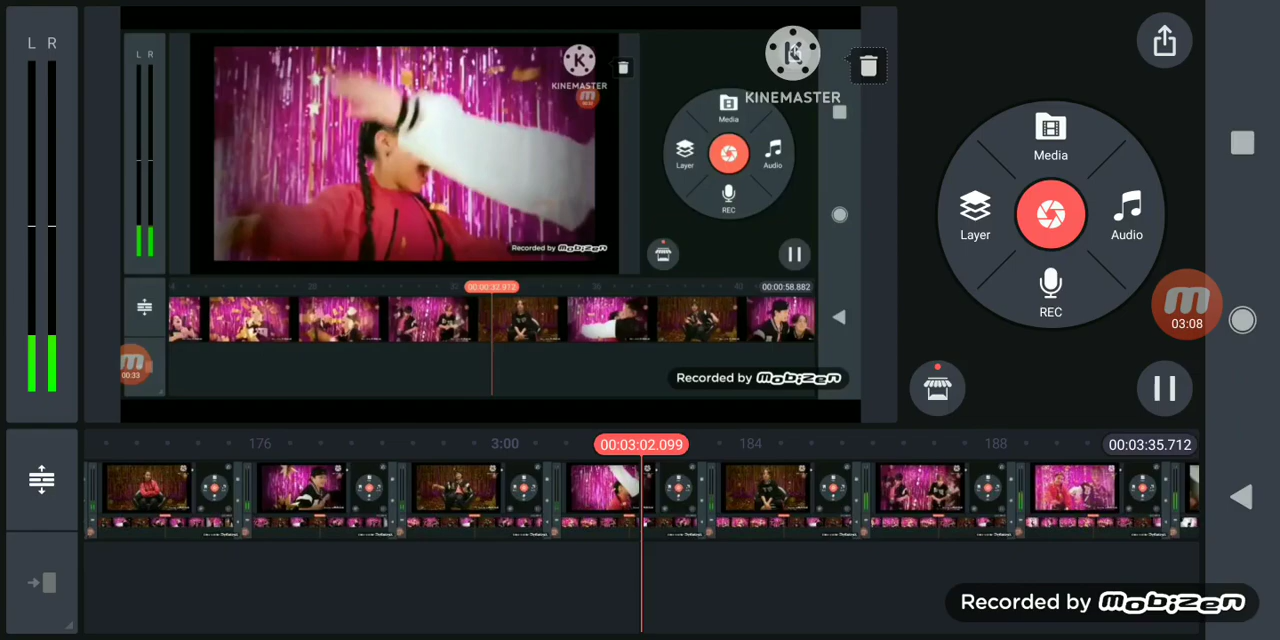 L R
L R
KINEMASTER
KINEMASTER
Media
Layer
Audio
REC
Recorded by mobizen
00:00:32.912
00:00:58.882
00:33
Recorded by mobizen
Media
Layer
Audio
REC
03:08
176
3:00
00:03:02.099
184
188
00:03:35.712
Recorded by mobizen